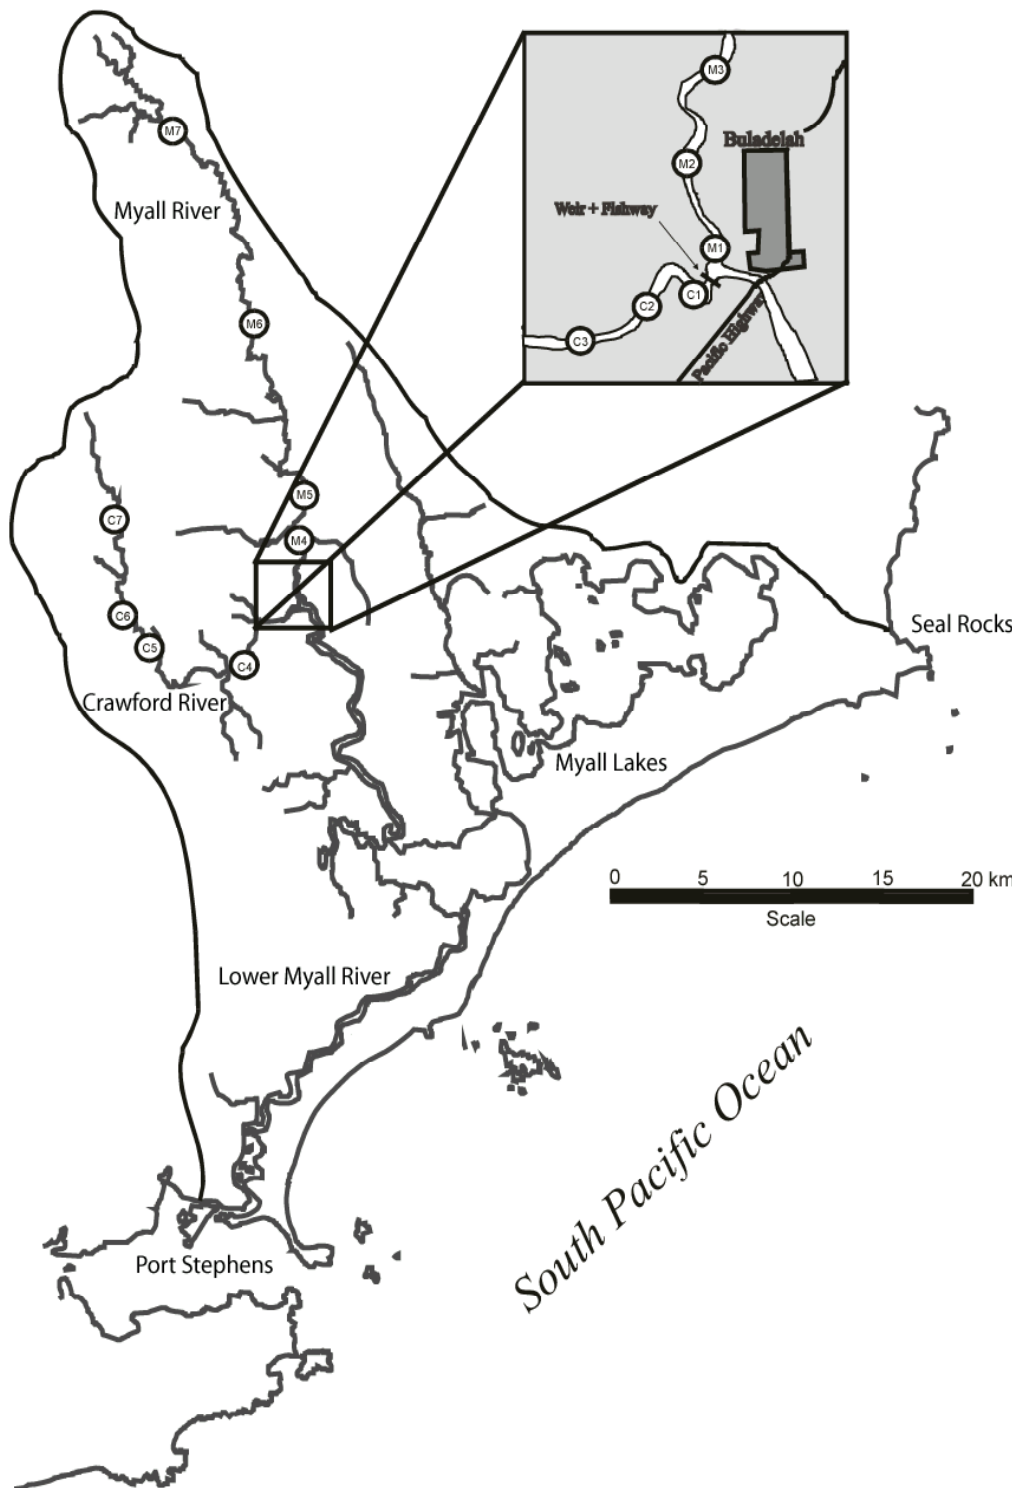 M3
Buladelah
M2
Weir + Fishway
M1
C1
C2
C3
Pacific Highway
M7
Myall River
M6
M5
C7
M4
C6
C5
C4
Seal Rocks
Crawford River
Myall Lakes
0 5 10 15 20 km
Scale
Lower Myall River
South Pacific Ocean
Port Stephens